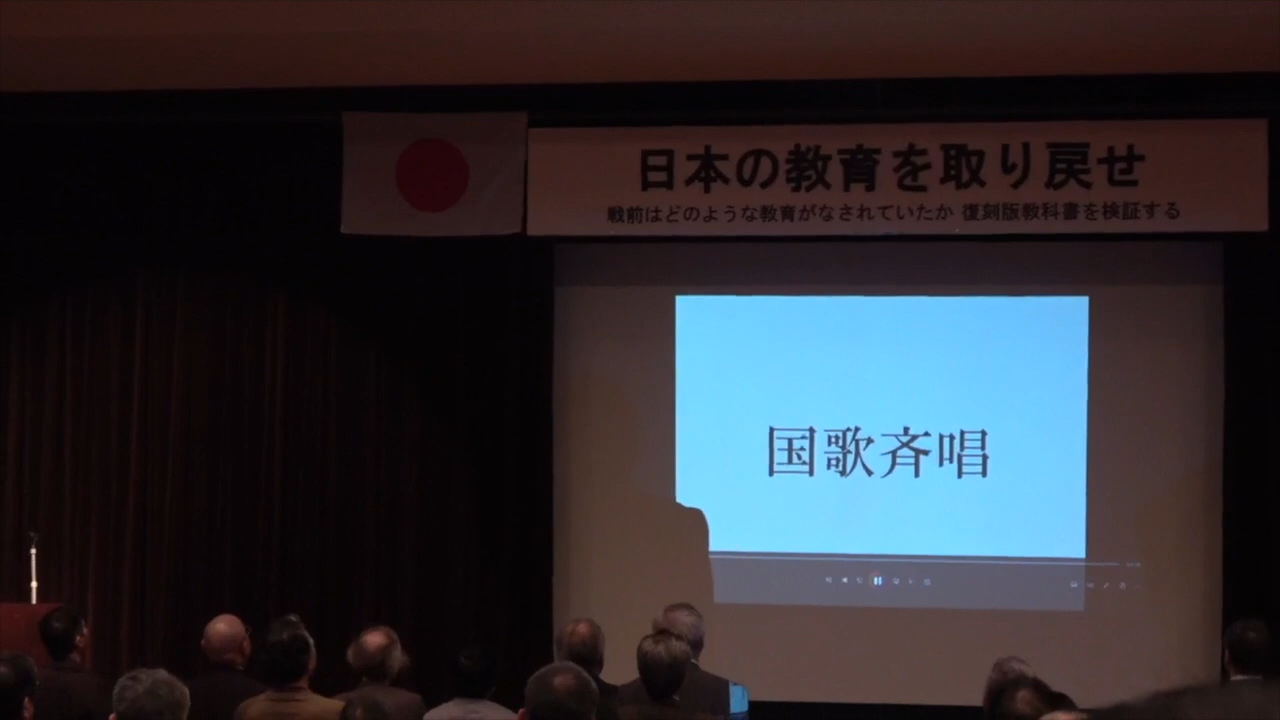 日本の教育を取り戻せ
戦前はどのような教育がなされていたか 復刻版教科書を検証する
国歌斉唱